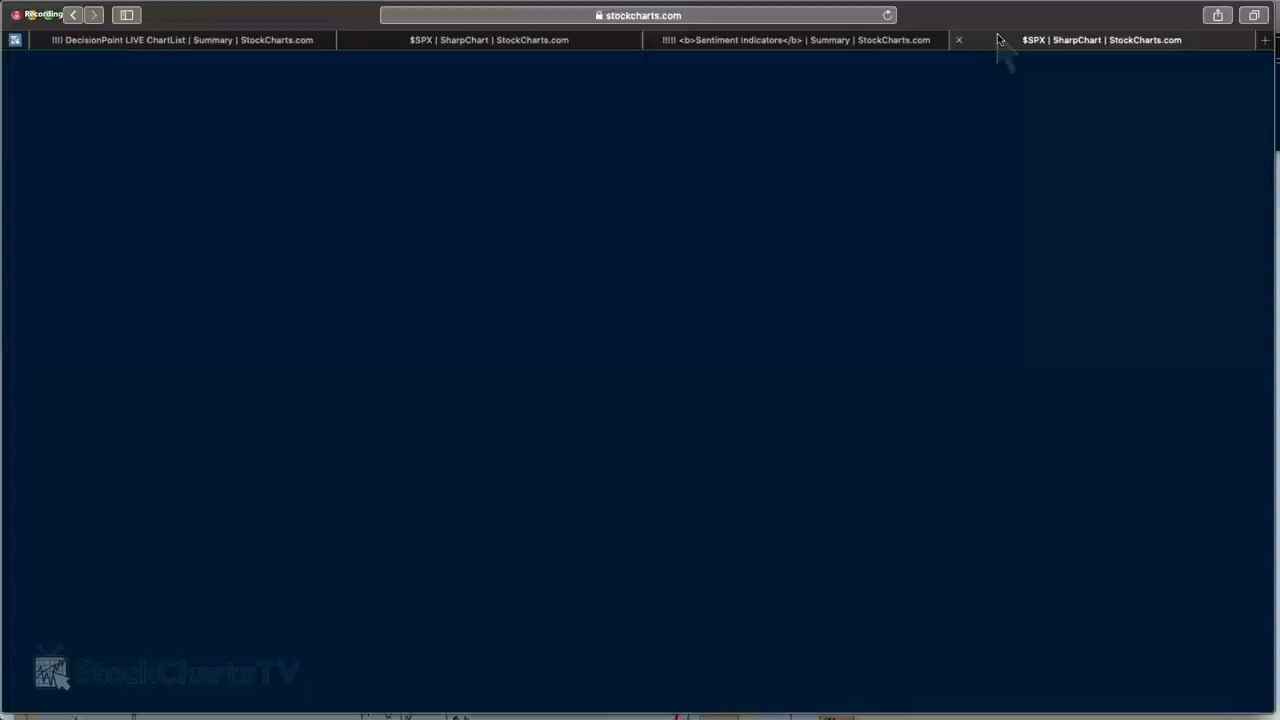 Recording
stockcharts.com
!!!! DecisionPoint LIVE ChartList | Summary | StockCharts.com
$SPX | SharpChart | StockCharts.com
!!!!! <b>Sentiment Indicators</b> | Summary | StockCharts.com
$SPX | SharpChart | StockCharts.com
StockChartsTV